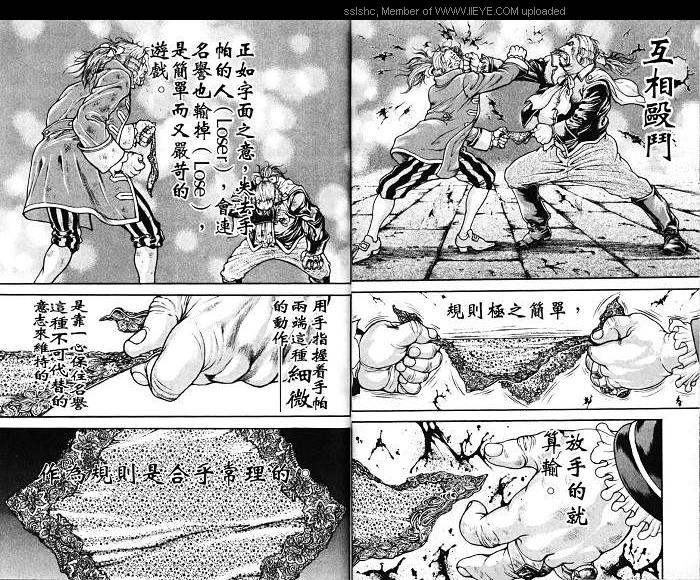 sslshc, Member of WWW.IIEYE.COM uploaded
互相毆鬥
規則極之簡單，
放手的就
算輸。
正如字面之意，失去手
帕的人（Loser），會連
名譽也輸掉（Lose），
是簡單而又嚴苛的
遊戲。
用手指握着手帕
兩端這種細微
的動作
是靠一心保住名譽
這種不可代替的
意志來維持的。
作為規則是合乎常理的。